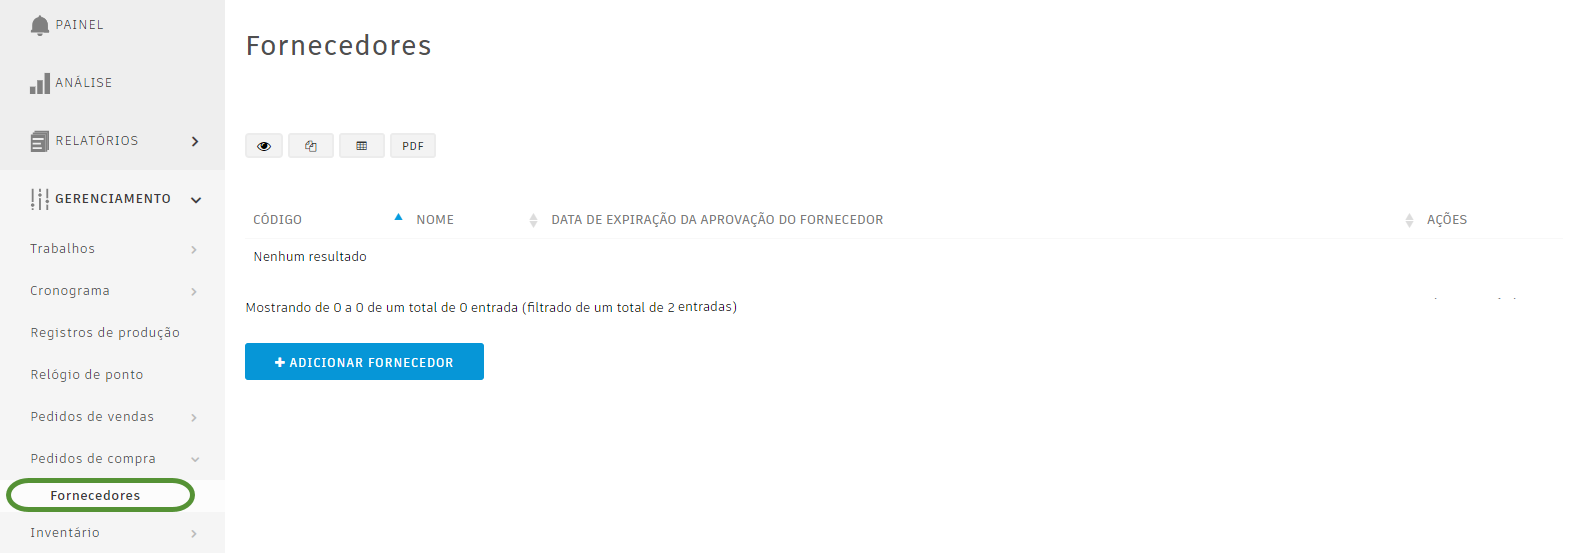 PAINEL
ANÁLISE
RELATÓRIOS
GERENCIAMENTO
Trabalhos
Cronograma
Registros de produção
Relógio de ponto
Pedidos de vendas
Pedidos de compra
Fornecedores
Inventário
Fornecedores
PDF
CÓDIGO NOME DATA DE EXPIRAÇÃO DA APROVAÇÃO DO FORNECEDOR AÇÕES
Nenhum resultado
Mostrando de 0 a 0 de um total de 0 entrada (filtrado de um total de 2 entradas)
ADICIONAR FORNECEDOR